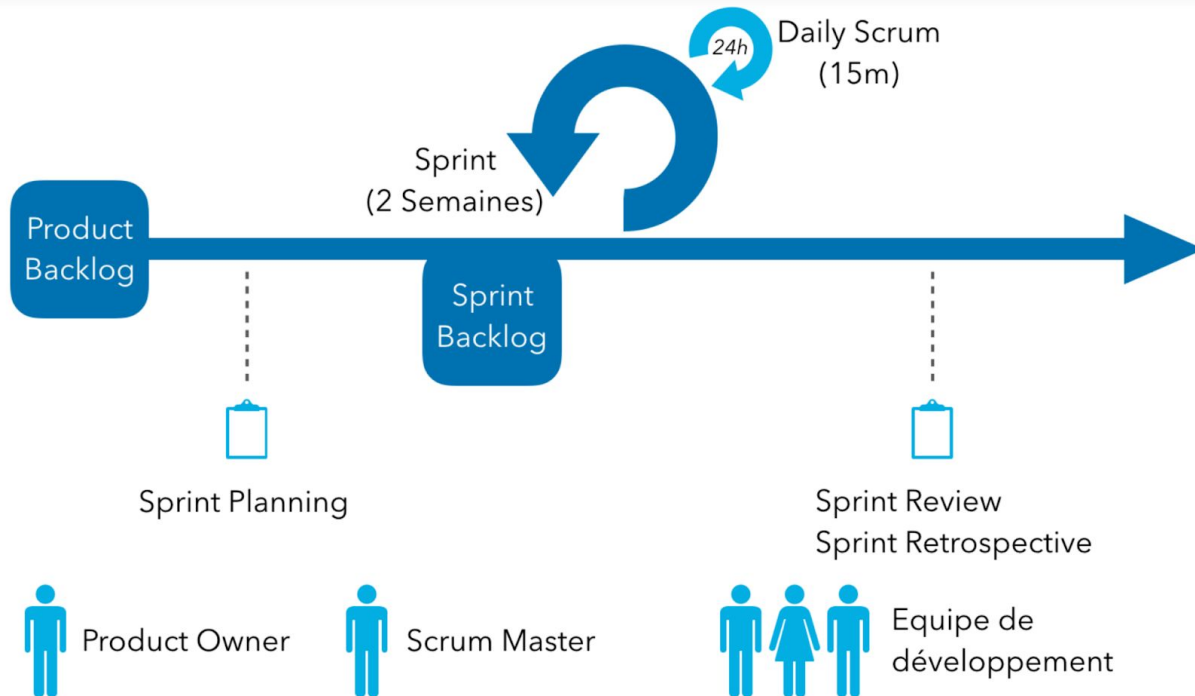 24h
Daily Scrum
(15m)
Sprint
(2 Semaines)
Product
Backlog
Sprint
Backlog
Sprint Planning
Sprint Review
Sprint Retrospective
Product Owner
Scrum Master
Equipe de
développement